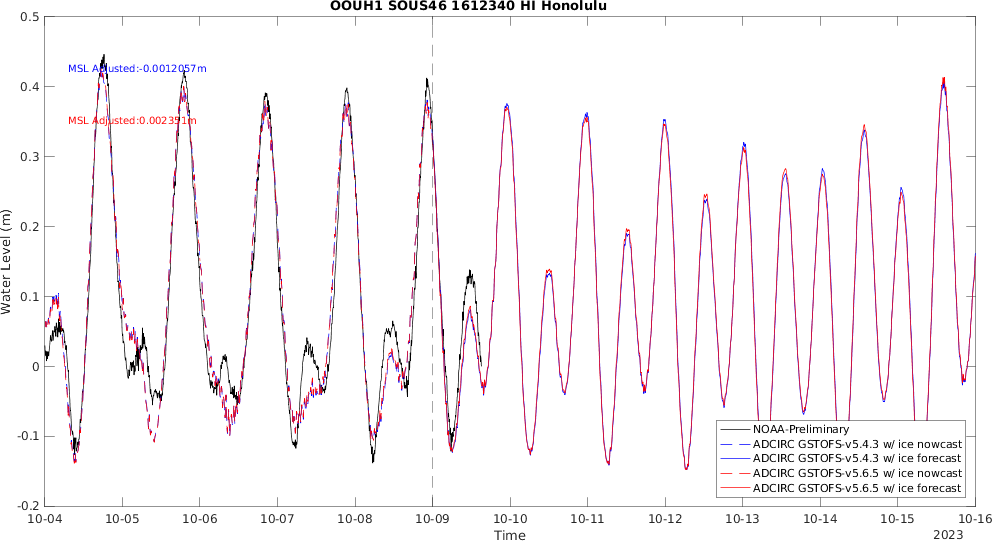 OOUH1 SOUS46 1612340 HI Honolulu
0.5
0.4
0.3
0.2
0.1
0
-0.1
-0.2
Water Level (m)
MSL Adjusted:-0.0012057m
MSL Adjusted:0.002351m
NOAA-Preliminary
ADCIRC GSTOFS-v5.4.3 w/ ice nowcast
ADCIRC GSTOFS-v5.4.3 w/ ice forecast
ADCIRC GSTOFS-v5.6.5 w/ ice nowcast
ADCIRC GSTOFS-v5.6.5 w/ ice forecast
10-04 10-05 10-06 10-07 10-08 10-09 10-10 10-11 10-12 10-13 10-14 10-15 10-16
Time
2023